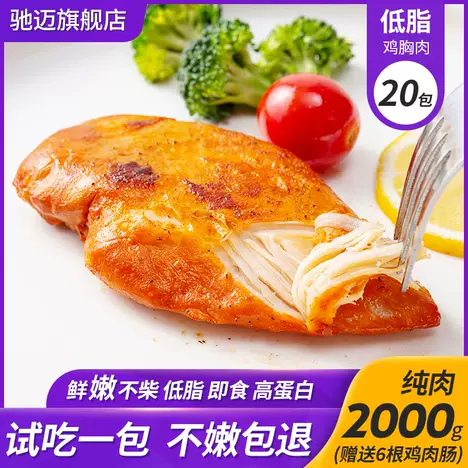 驰迈旗舰店
低脂
鸡胸肉
20包
鲜嫩不柴 低脂 即食 高蛋白
试吃一包 不嫩包退
纯肉
2000g
(赠送6根鸡肉肠)